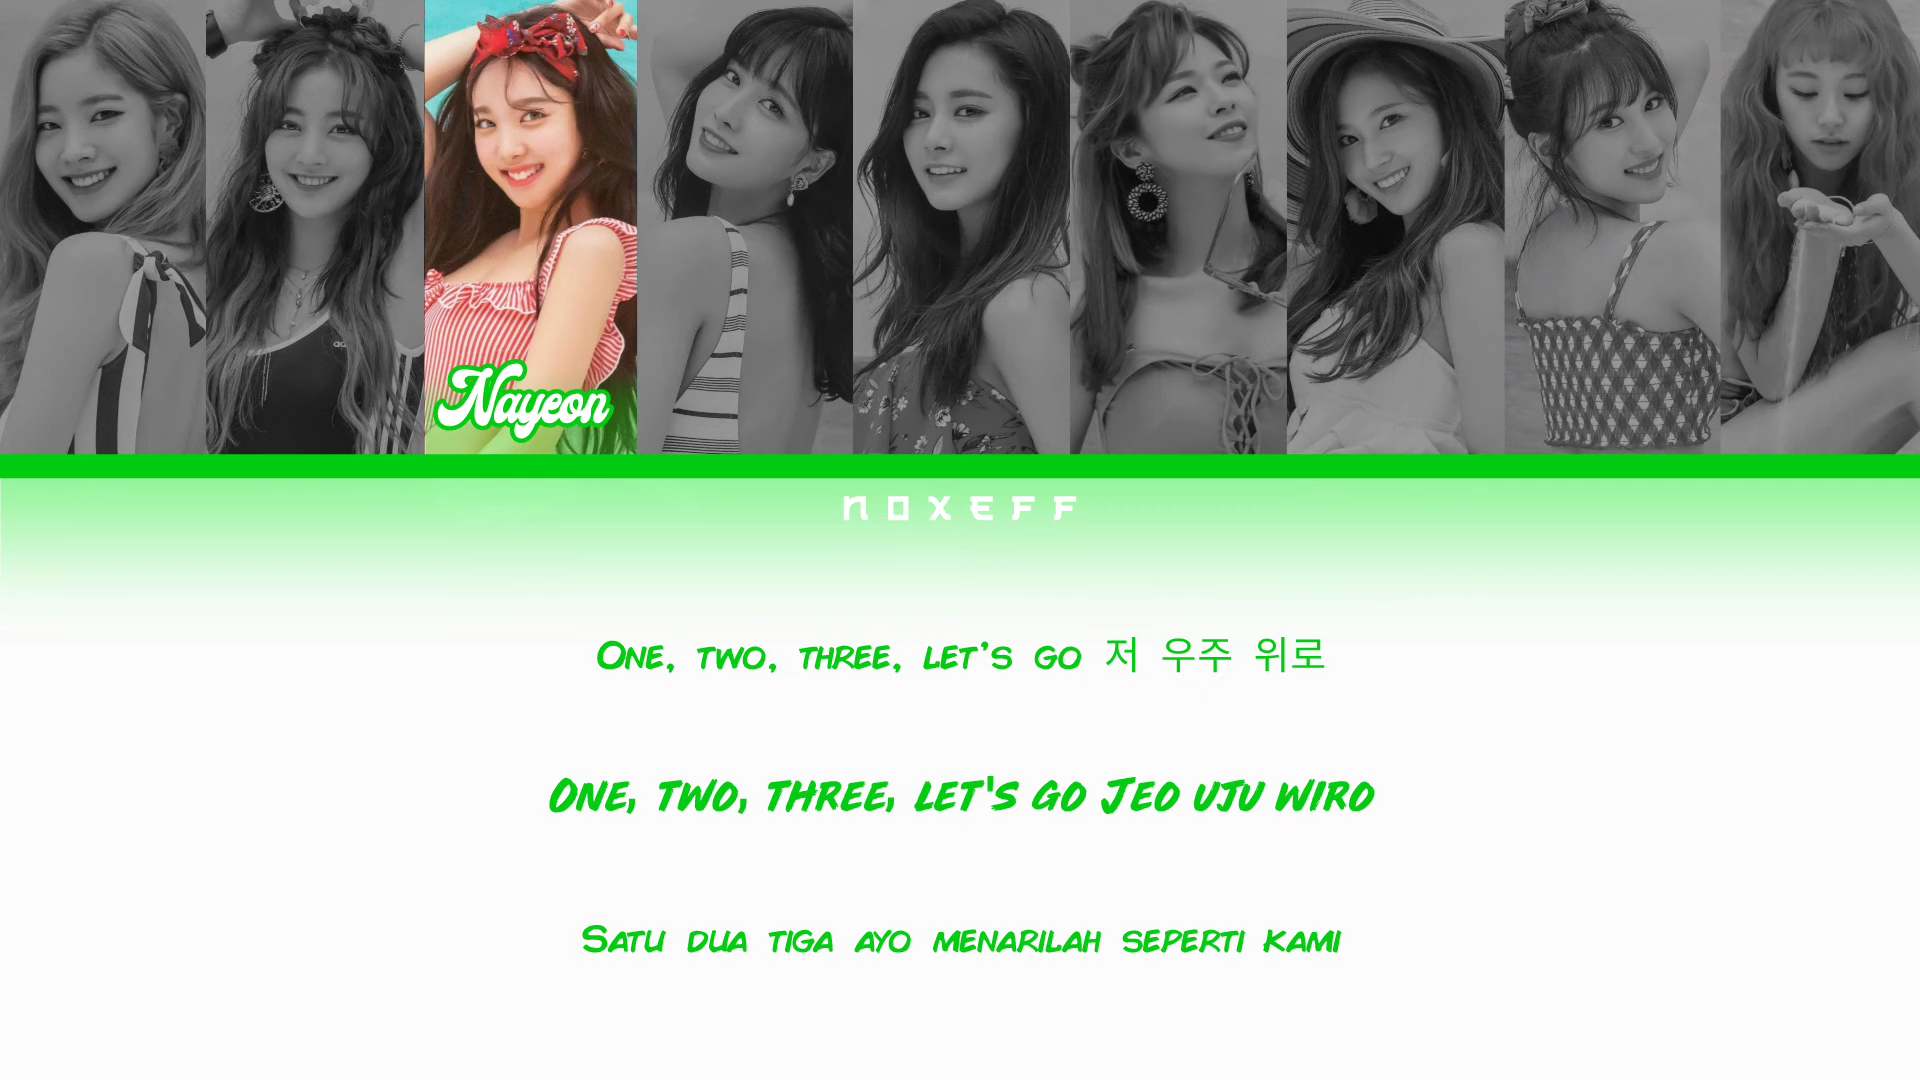 Nayeon
NOXEFF
One, two, three, let's go 저 우주 위로
One, two, three, let's go Jeo uju wiro
Satu dua tiga ayo menarilah seperti kami